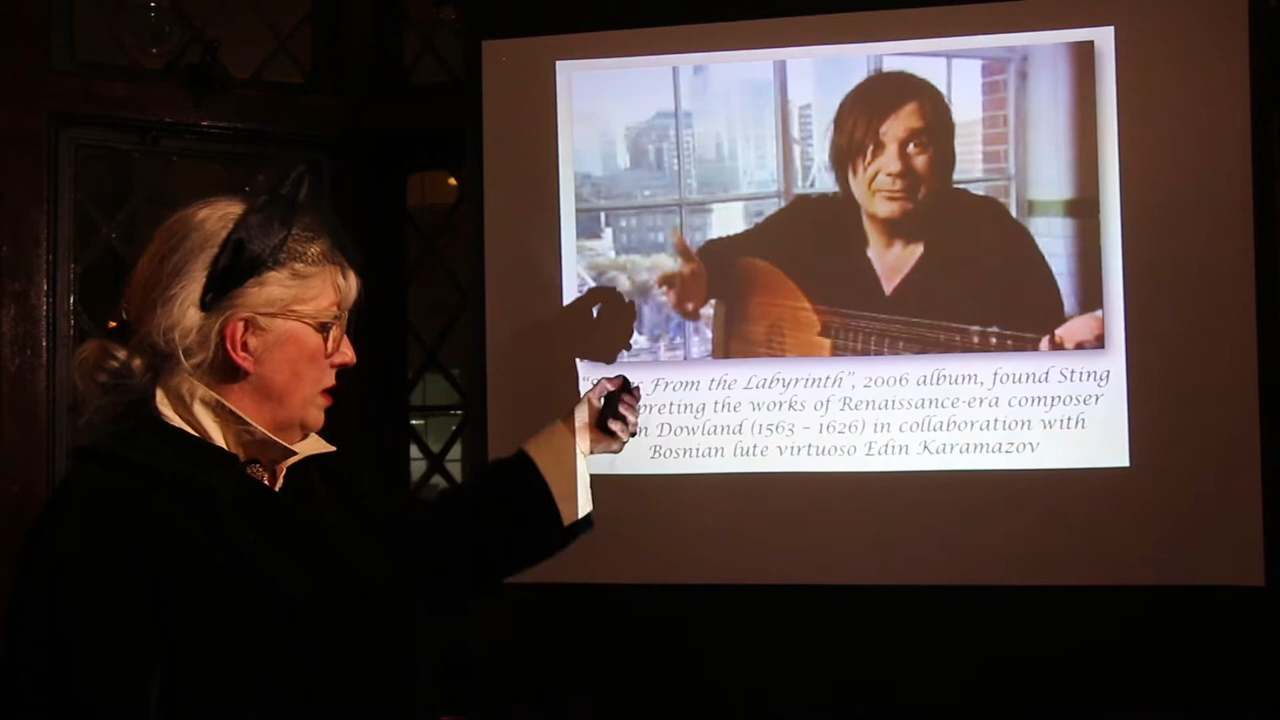 From the Labyrinth", 2006 album, found Sting
preting the works of Renaissance-era composer
n Dowland (1563 - 1626) in collaboration with
Bosnian lute virtuoso Edin Karamazov